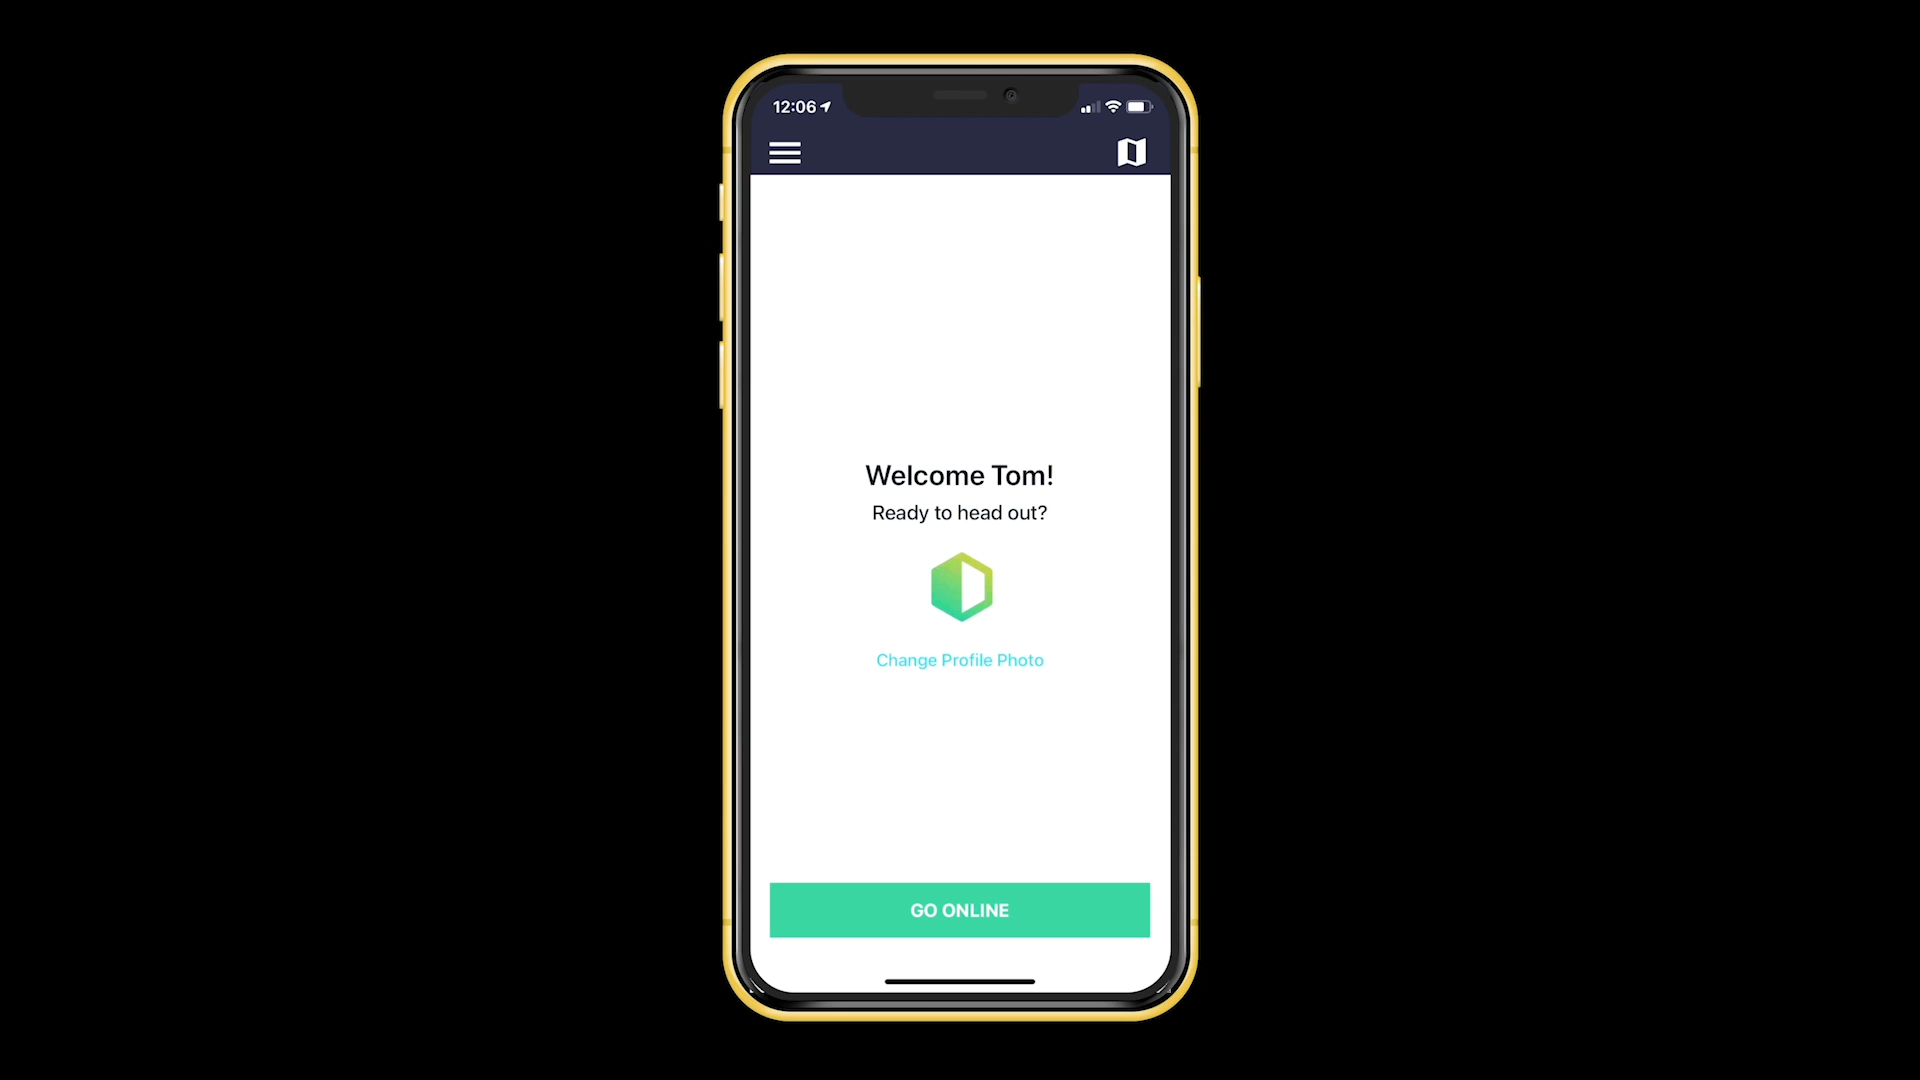 12:06
Welcome Tom!
Ready to head out?
Change Profile Photo
GO ONLINE